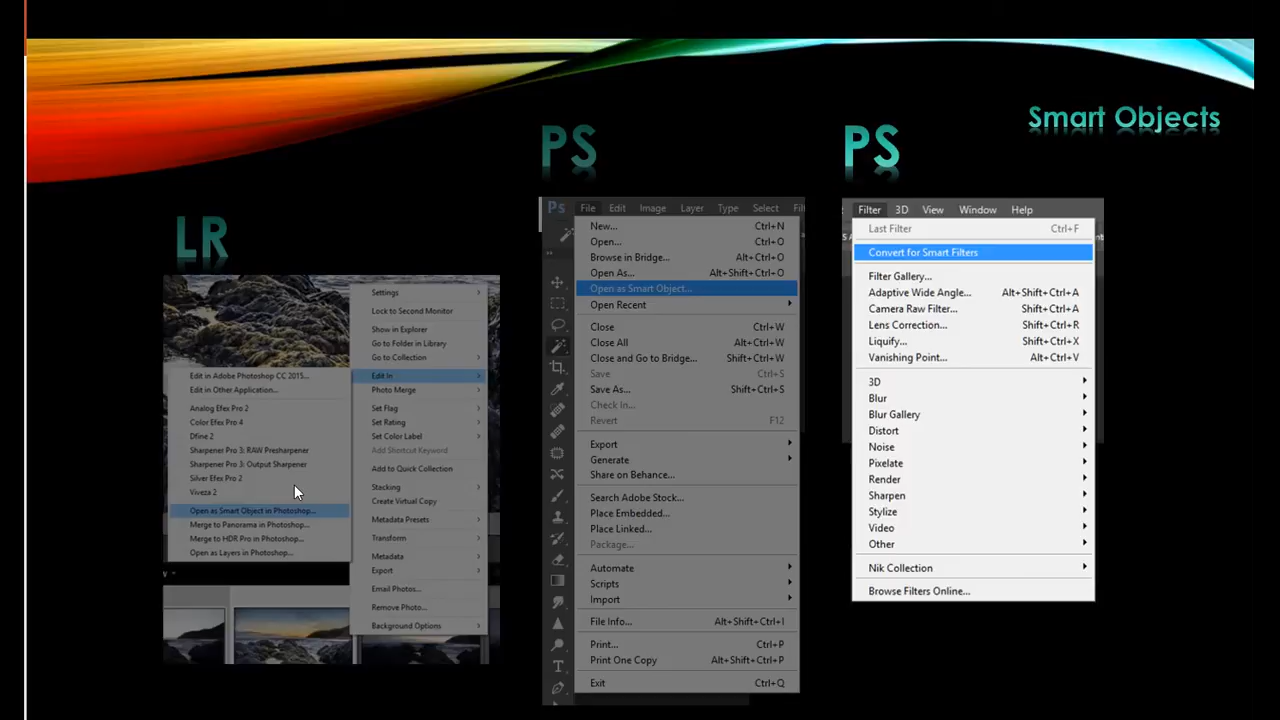 Smart Objects
LR
Settings
Lock to Second Monitor
Show in Explorer
Go to Folder in Library
Go to Collection
Edit In
Photo Merge
Set Flag
Set Rating
Set Color Label
Add Shortcut Keyword
Add to Quick Collection
Stacking
Create Virtual Copy
Metadata Presets
Transform
Metadata
Export
Email Photos...
Remove Photo...
Background Options
Edit in Adobe Photoshop CC 2015...
Edit in Other Application...
Analog Efex Pro 2
Color Efex Pro 4
Dfine 2
Sharpener Pro 3: RAW Presharpener
Sharpener Pro 3: Output Sharpener
Silver Efex Pro 2
Viveza 2
Open as Smart Object in Photoshop...
Merge to Panorama in Photoshop...
Merge to HDR Pro in Photoshop...
Open as Layers in Photoshop...
PS
Ps File Edit Image Layer Type Select
New... Ctrl+N
Open... Ctrl+O
Browse in Bridge... Alt+Ctrl+O
Open As... Alt+Shift+Ctrl+O
Open as Smart Object...
Open Recent
Close Ctrl+W
Close All Alt+Ctrl+W
Close and Go to Bridge... Shift+Ctrl+W
Save Ctrl+S
Save As... Shift+Ctrl+S
Check In...
Revert F12
Export
Generate
Share on Behance...
Search Adobe Stock...
Place Embedded...
Place Linked...
Package...
Automate
Scripts
Import
File Info... Alt+Shift+Ctrl+I
Print... Ctrl+P
Print One Copy Alt+Shift+Ctrl+P
Exit Ctrl+Q
PS
Filter 3D View Window Help
Last Filter Ctrl+F
Convert for Smart Filters
Filter Gallery...
Adaptive Wide Angle... Alt+Shift+Ctrl+A
Camera Raw Filter... Shift+Ctrl+A
Lens Correction... Shift+Ctrl+R
Liquify... Shift+Ctrl+X
Vanishing Point... Alt+Ctrl+V
3D
Blur
Blur Gallery
Distort
Noise
Pixelate
Render
Sharpen
Stylize
Video
Other
Nik Collection
Browse Filters Online...